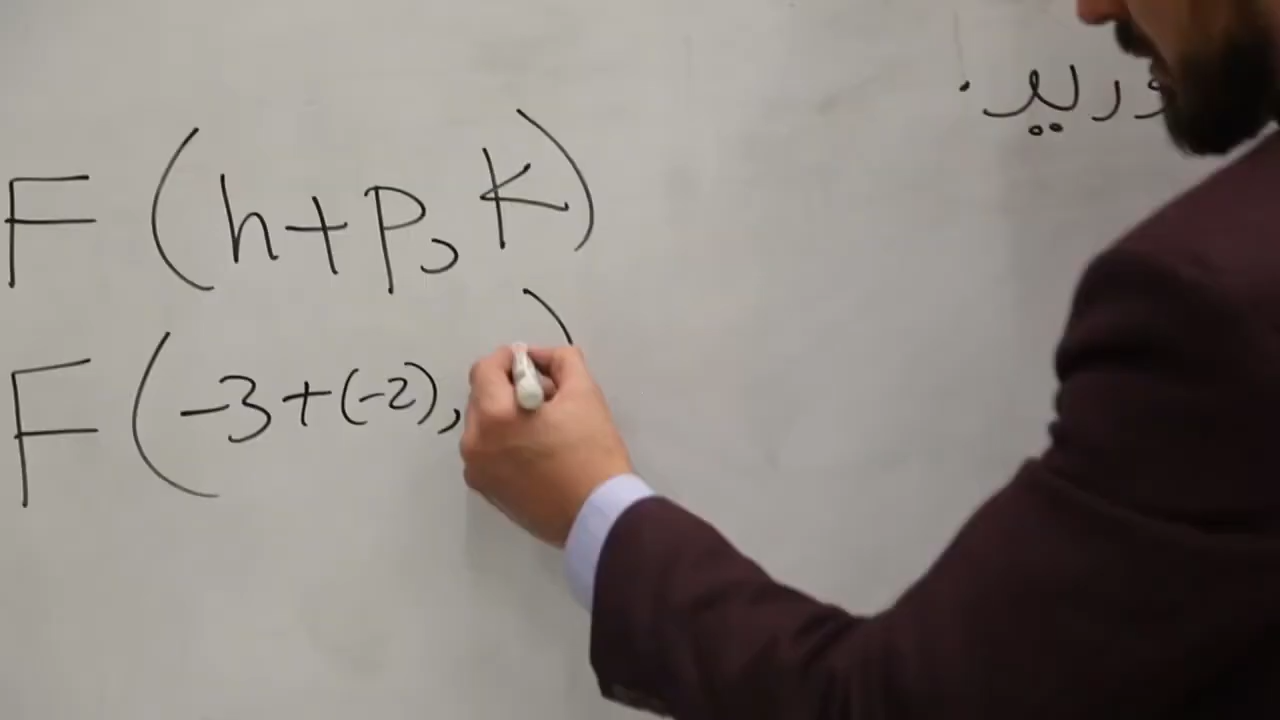 F (h+p, K)
F (-3+(-2), )